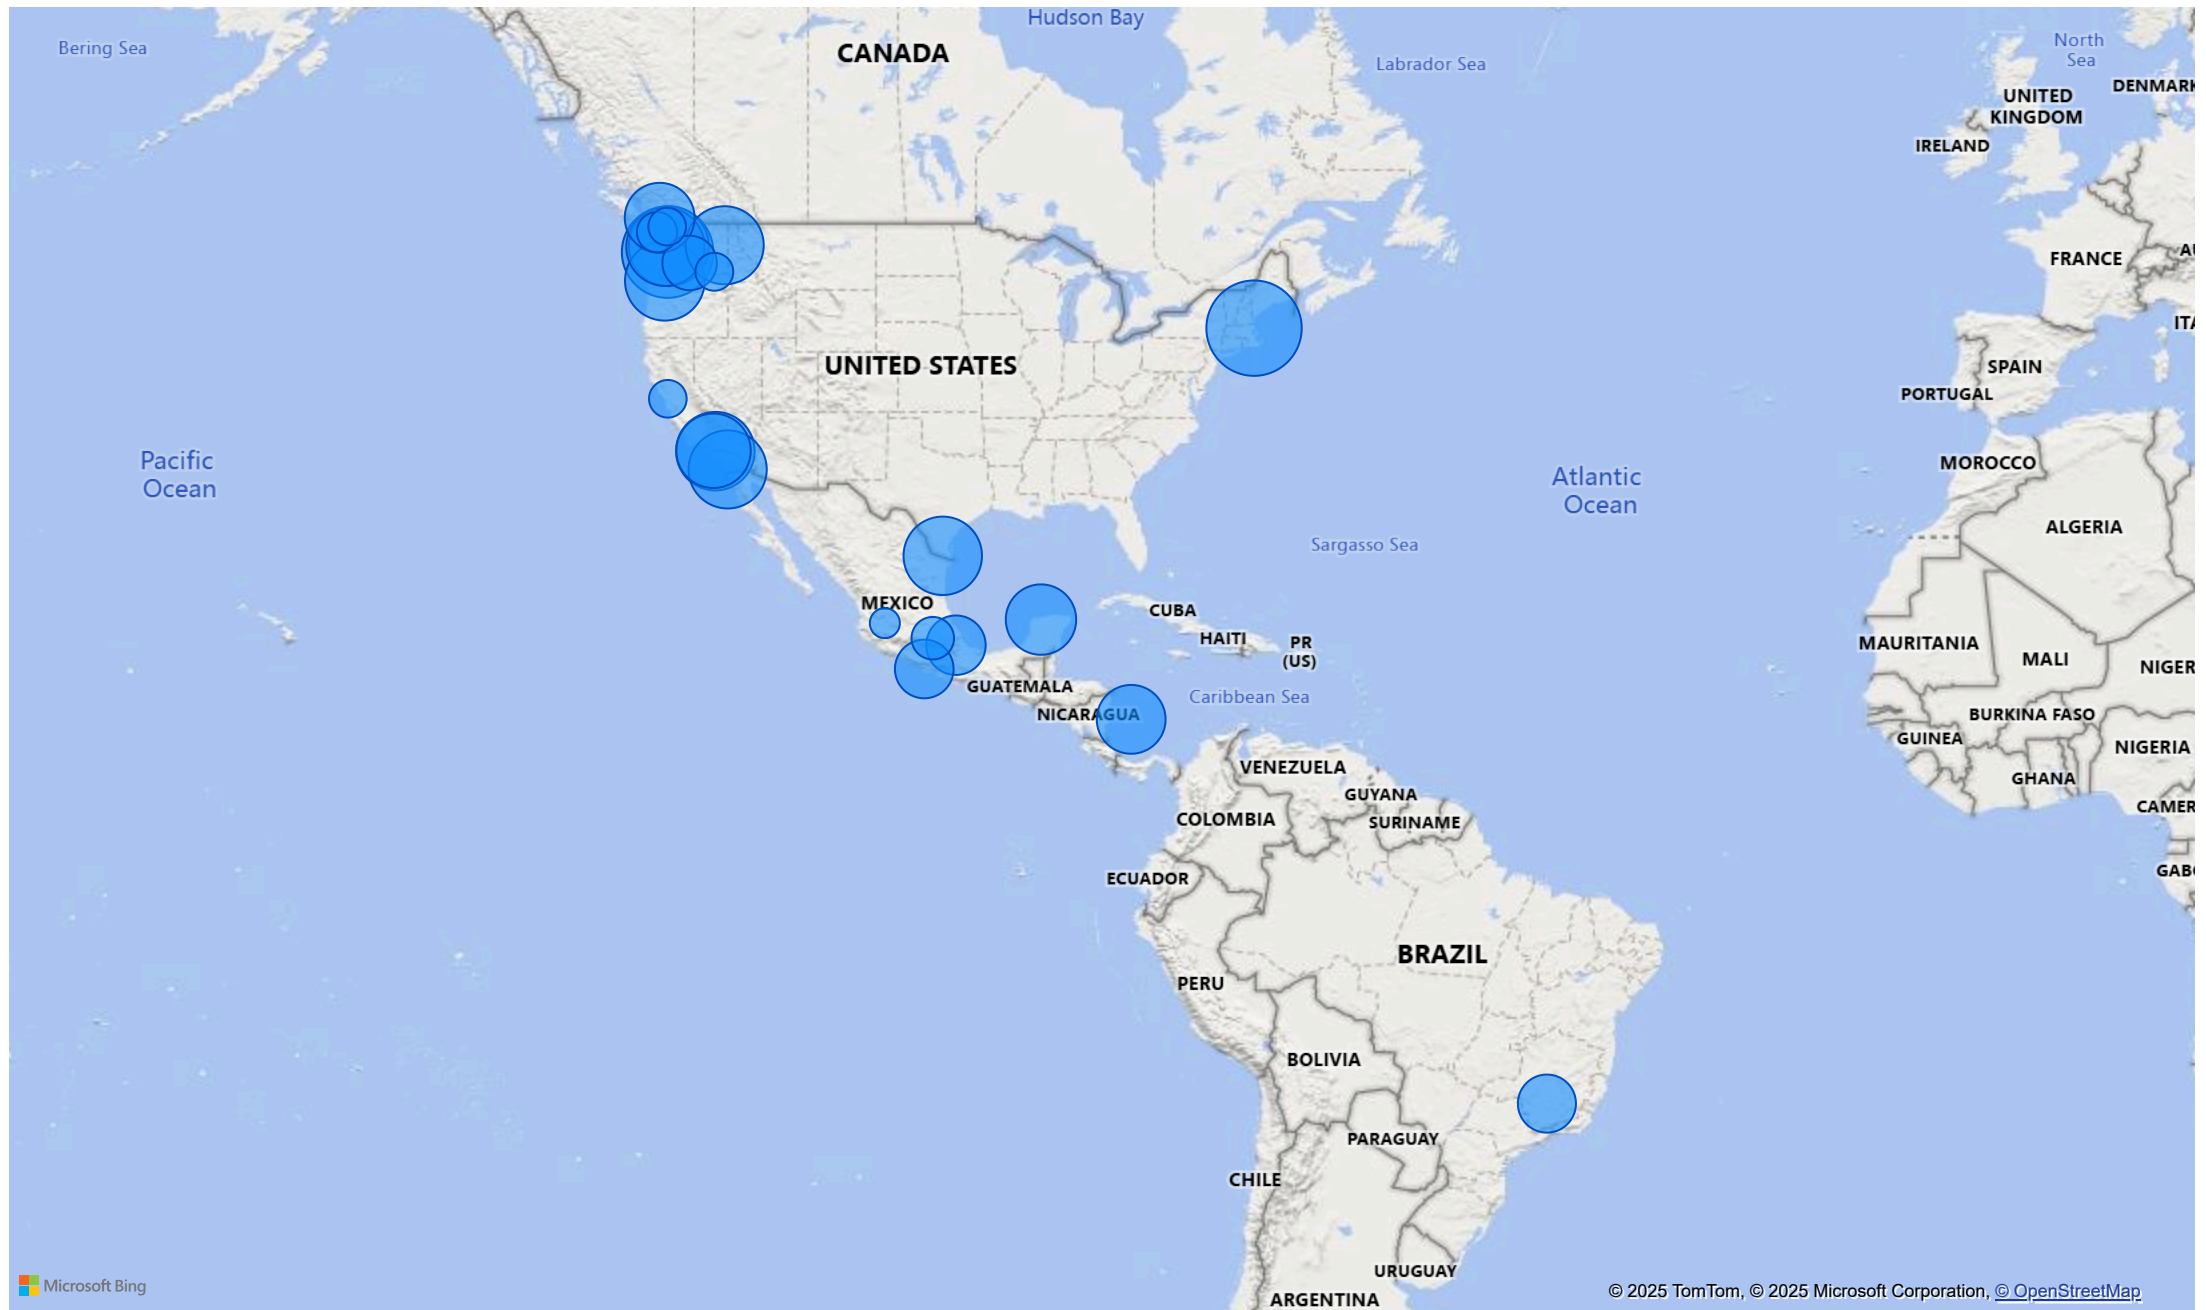 Hudson Bay
Bering Sea
CANADA
Labrador Sea
North
Sea
DENMARK
UNITED
KINGDOM
IRELAND
FRANCE
UNITED STATES
SPAIN
PORTUGAL
Pacific
Ocean
Atlantic
Ocean
MOROCCO
ALGERIA
Sargasso Sea
MEXICO
CUBA
HAITI
PR
(US)
MAURITANIA
MALI
NIGER
GUATEMALA
Caribbean Sea
NICARAGUA
BURKINA FASO
GUINEA
NIGERIA
VENEZUELA
GHANA
GUYANA
CAMER
COLOMBIA
SURINAME
ECUADOR
GAB
BRAZIL
PERU
BOLIVIA
PARAGUAY
CHILE
URUGUAY
ARGENTINA
Microsoft Bing
© 2025 TomTom, © 2025 Microsoft Corporation, © OpenStreetMap